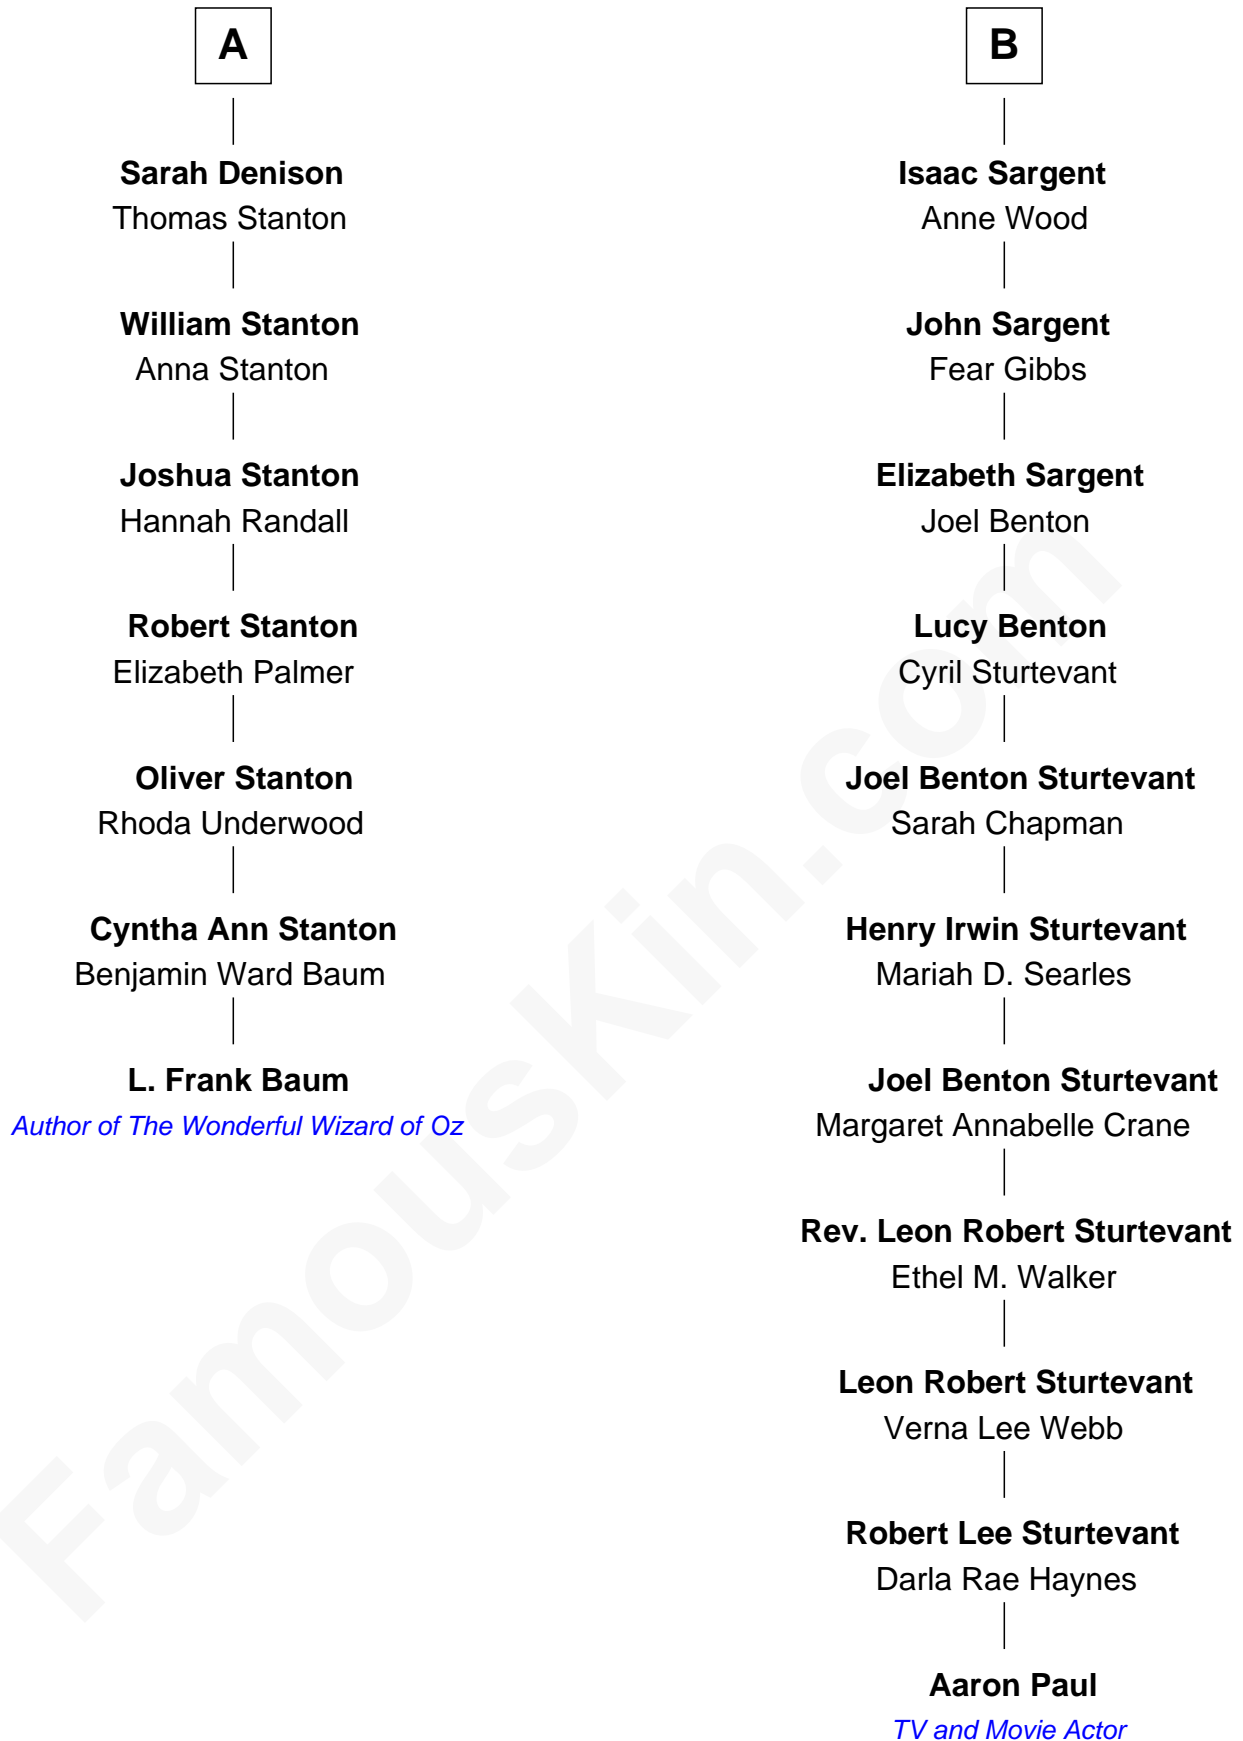 A
Sarah Denison
Thomas Stanton
William Stanton
Anna Stanton
Joshua Stanton
Hannah Randall
Robert Stanton
Elizabeth Palmer
Oliver Stanton
Rhoda Underwood
Cyntha Ann Stanton
Benjamin Ward Baum
L. Frank Baum
Author of The Wonderful Wizard of Oz
B
Isaac Sargent
Anne Wood
John Sargent
Fear Gibbs
Elizabeth Sargent
Joel Benton
Lucy Benton
Cyril Sturtevant
Joel Benton Sturtevant
Sarah Chapman
Henry Irwin Sturtevant
Mariah D. Searles
Joel Benton Sturtevant
Margaret Annabelle Crane
Rev. Leon Robert Sturtevant
Ethel M. Walker
Leon Robert Sturtevant
Verna Lee Webb
Robert Lee Sturtevant
Darla Rae Haynes
Aaron Paul
TV and Movie Actor
FamousKin.com